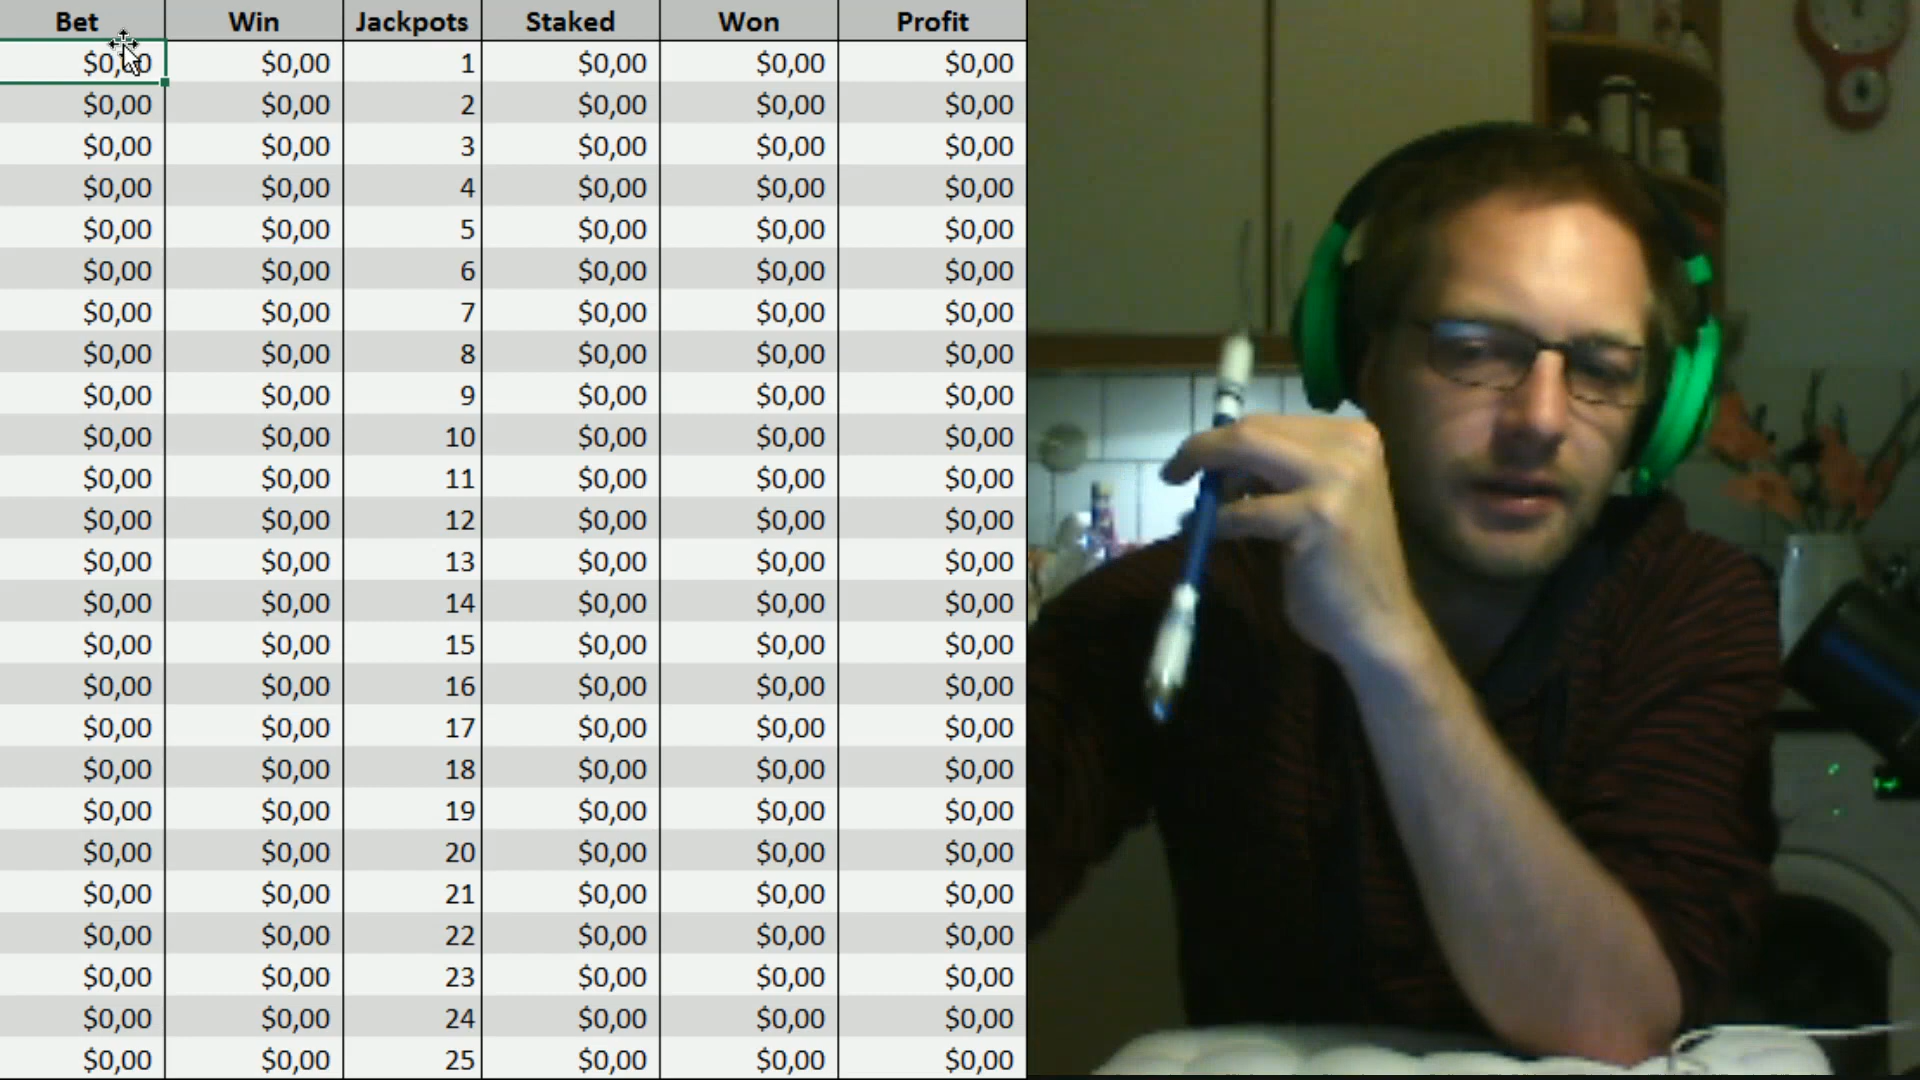 Bet Win Jackpots Staked Won Profit
$0,00 $0,00 1 $0,00 $0,00 $0,00
$0,00 $0,00 2 $0,00 $0,00 $0,00
$0,00 $0,00 3 $0,00 $0,00 $0,00
$0,00 $0,00 4 $0,00 $0,00 $0,00
$0,00 $0,00 5 $0,00 $0,00 $0,00
$0,00 $0,00 6 $0,00 $0,00 $0,00
$0,00 $0,00 7 $0,00 $0,00 $0,00
$0,00 $0,00 8 $0,00 $0,00 $0,00
$0,00 $0,00 9 $0,00 $0,00 $0,00
$0,00 $0,00 10 $0,00 $0,00 $0,00
$0,00 $0,00 11 $0,00 $0,00 $0,00
$0,00 $0,00 12 $0,00 $0,00 $0,00
$0,00 $0,00 13 $0,00 $0,00 $0,00
$0,00 $0,00 14 $0,00 $0,00 $0,00
$0,00 $0,00 15 $0,00 $0,00 $0,00
$0,00 $0,00 16 $0,00 $0,00 $0,00
$0,00 $0,00 17 $0,00 $0,00 $0,00
$0,00 $0,00 18 $0,00 $0,00 $0,00
$0,00 $0,00 19 $0,00 $0,00 $0,00
$0,00 $0,00 20 $0,00 $0,00 $0,00
$0,00 $0,00 21 $0,00 $0,00 $0,00
$0,00 $0,00 22 $0,00 $0,00 $0,00
$0,00 $0,00 23 $0,00 $0,00 $0,00
$0,00 $0,00 24 $0,00 $0,00 $0,00
$0,00 $0,00 25 $0,00 $0,00 $0,00